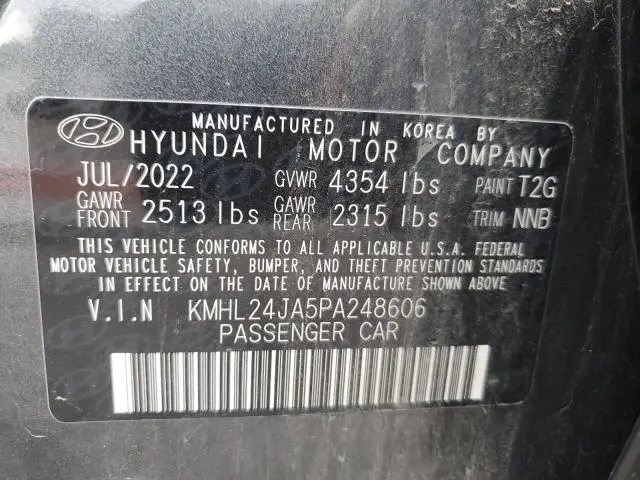 MANUFACTURED IN KOREA BY
HYUNDAI MOTOR COMPANY
JUL/2022 GVWR 4354 lbs PAINT T2G
GAWR FRONT 2513 lbs GAWR REAR 2315 lbs TRIM NNB
THIS VEHICLE CONFORMS TO ALL APPLICABLE U.S.A. FEDERAL
MOTOR VEHICLE SAFETY, BUMPER, AND THEFT PREVENTION STANDARDS
IN EFFECT ON THE DATE OF MANUFACTURE SHOWN ABOVE.
V.I.N KMHL24JA5PA248606
PASSENGER CAR